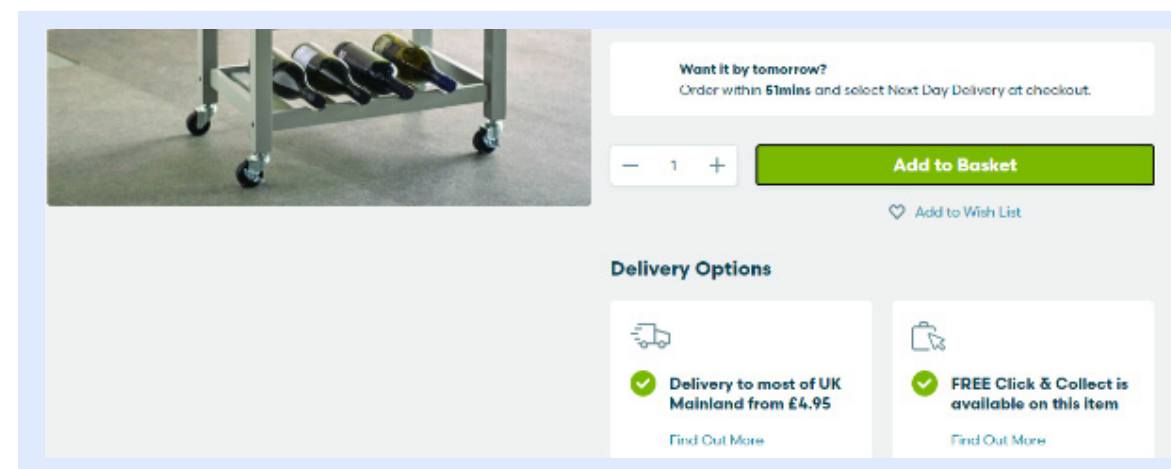 Want it by tomorrow?
Order within 51mins and select Next Day Delivery at checkout.
1
Add to Basket
Add to Wish List
Delivery Options
Delivery to most of UK
Mainland from £4.95
Find Out More
FREE Click & Collect is
available on this item
Find Out More